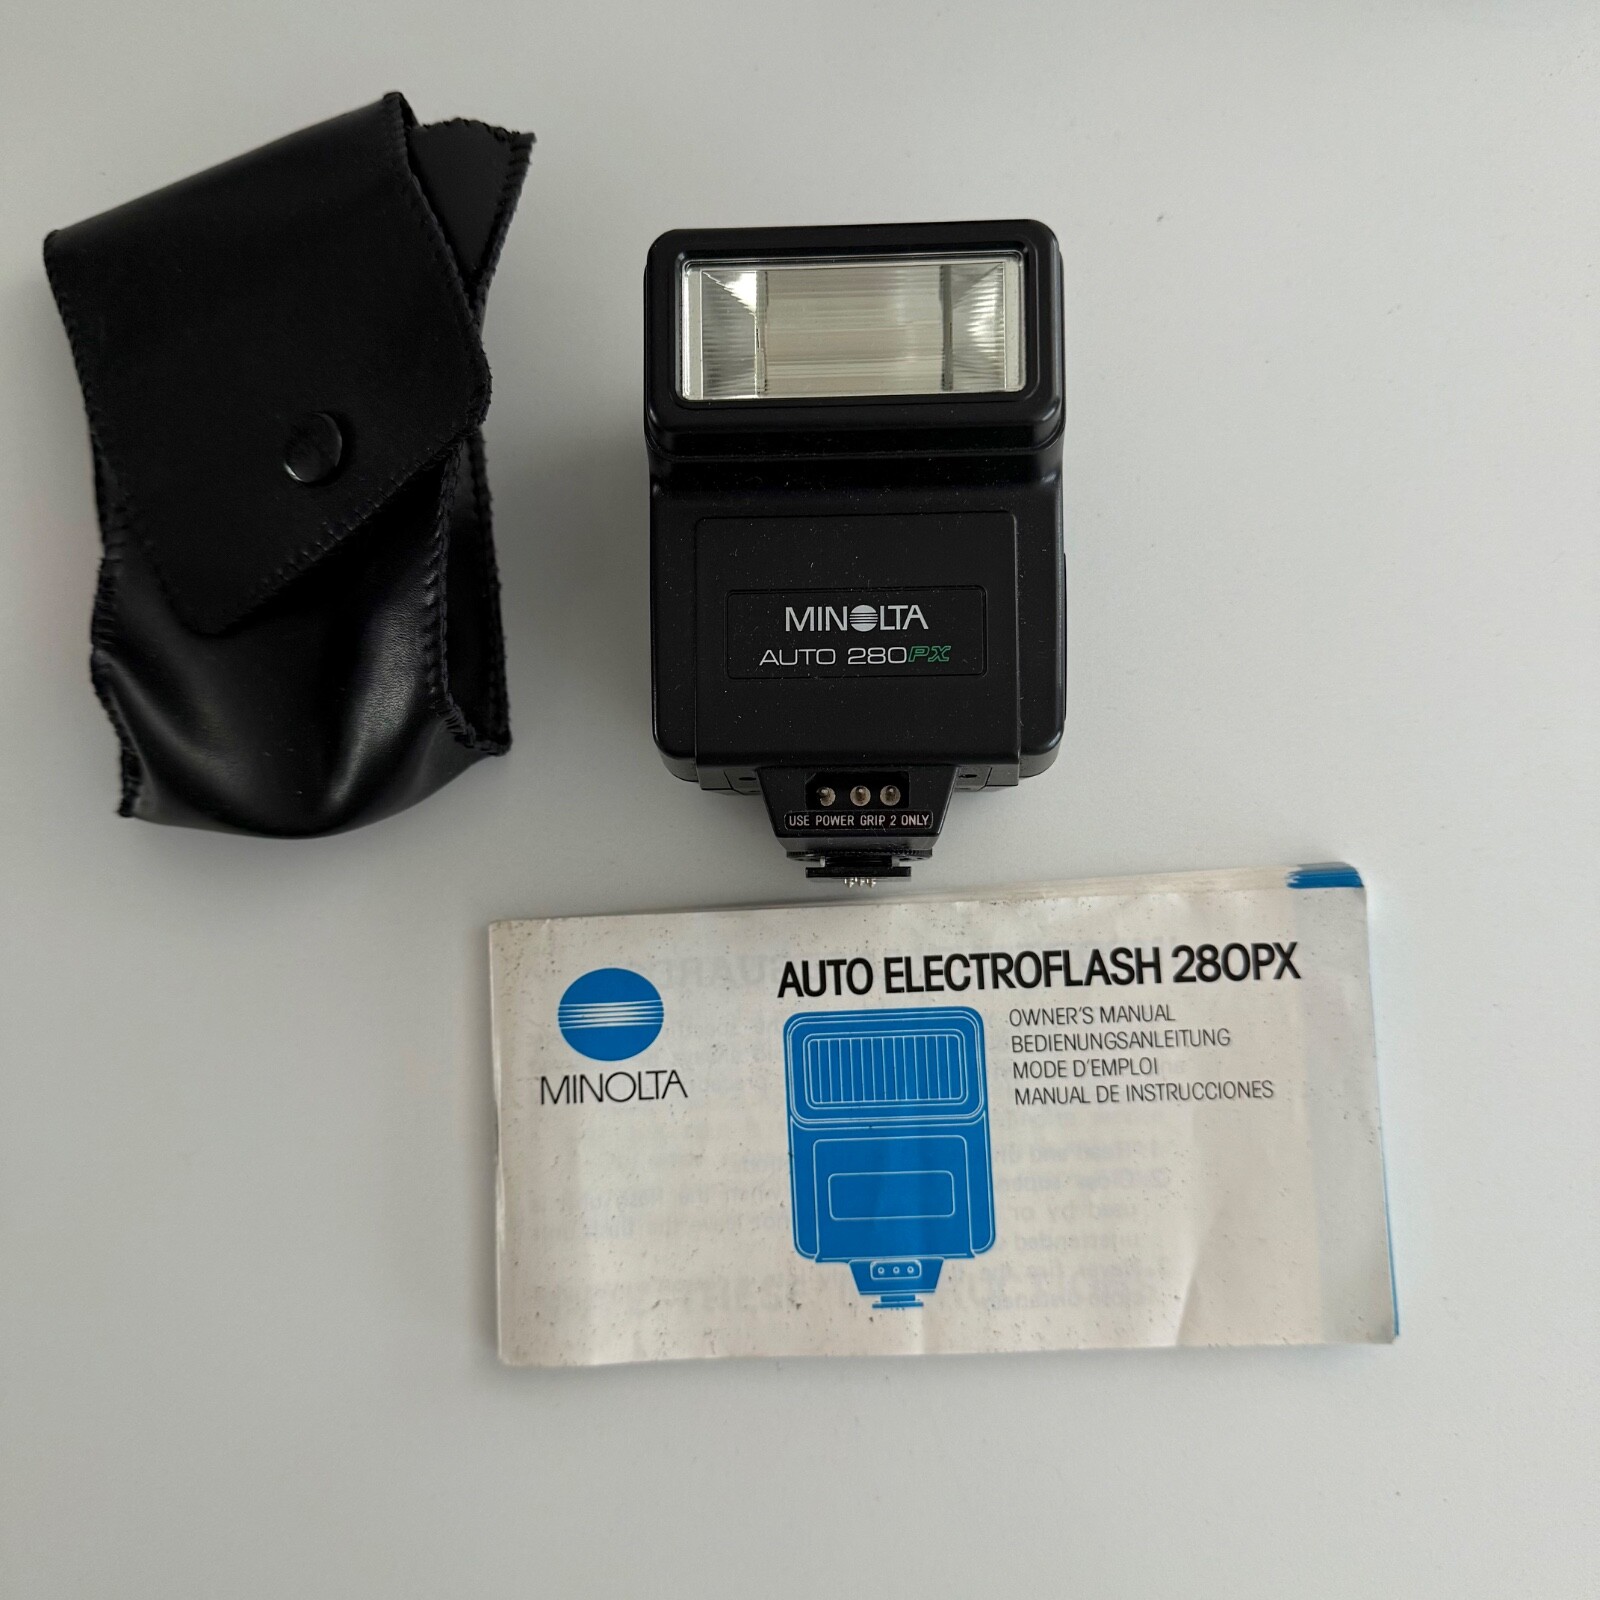 MINOLTA
AUTO 280PX
USE POWER GRIP 2 ONLY
AUTO ELECTROFLASH 280PX
OWNER'S MANUAL
BEDIENUNGSANLEITUNG
MODE D'EMPLOI
MANUAL DE INSTRUCCIONES
MINOLTA